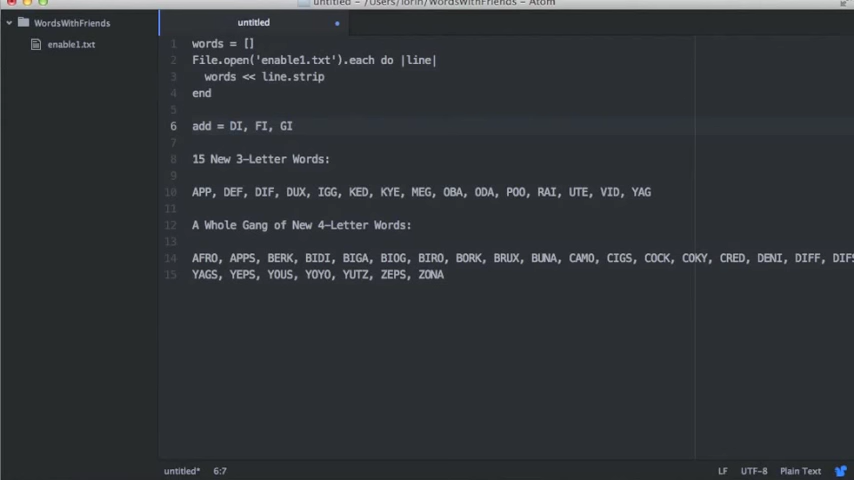 untitled - /Users/lorin/WordsWithFriends - Atom
WordsWithFriends
untitled
enable1.txt
1 words = []
2 File.open('enable1.txt').each do |line|
3 words << line.strip
4 end
5
6 add = DI, FI, GI
7
8 15 New 3-Letter Words:
9
10 APP, DEF, DIF, DUX, IGG, KED, KYE, MEG, OBA, ODA, POO, RAI, UTE, VID, YAG
11
12 A Whole Gang of New 4-Letter Words:
13
14 AFRO, APPS, BERK, BIDI, BIGA, BIOG, BIRO, BORK, BRUX, BUNA, CAMO, CIGS, COCK, COKY, CRED, DENI, DIFF, DIFS
15 YAGS, YEPS, YOUS, YOYO, YUTZ, ZEPS, ZONA
untitled* 6:7
LF UTF-8 Plain Text